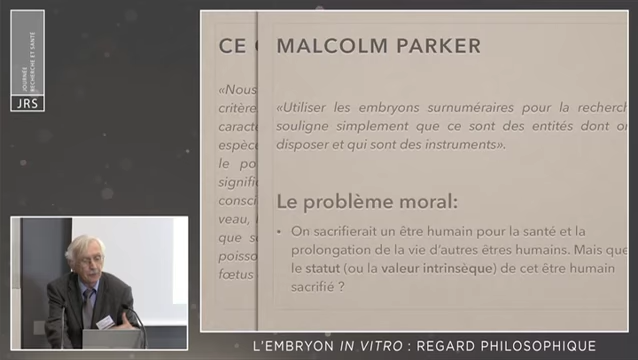 JOURNÉE
RECHERCHE ET SANTÉ
JRS
CE
«Nous
critère
caract
espèc
le po
signifi
consc
veau,
que s
poisso
fœtus
MALCOLM PARKER
«Utiliser les embryons surnuméraires pour la recherch
souligne simplement que ce sont des entités dont o
disposer et qui sont des instruments».
Le problème moral:
• On sacrifierait un être humain pour la santé et la
prolongation de la vie d'autres êtres humains. Mais que
le statut (ou la valeur intrinsèque) de cet être humain
sacrifié ?
L'EMBRYON IN VITRO : REGARD PHILOSOPHIQUE